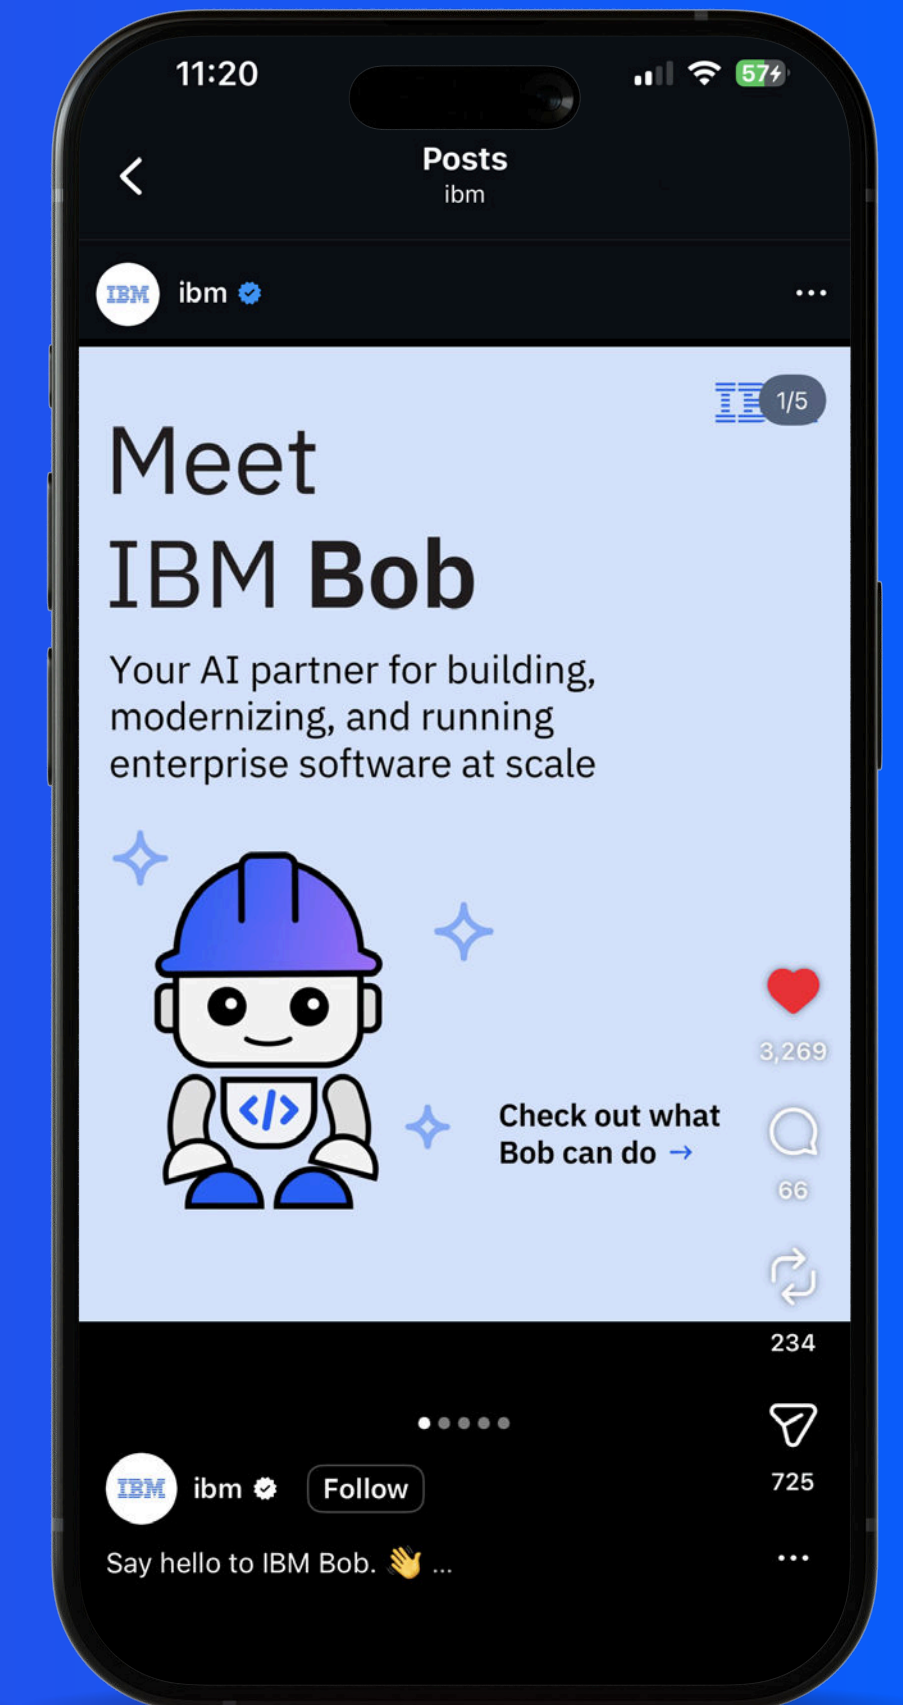 11:20
57
Posts
ibm
IBM
ibm
1/5
Meet
IBM Bob
Your AI partner for building,
modernizing, and running
enterprise software at scale
</>
Check out what
Bob can do →
3,269
66
234
725
IBM
ibm
Follow
Say hello to IBM Bob. 👋 ...